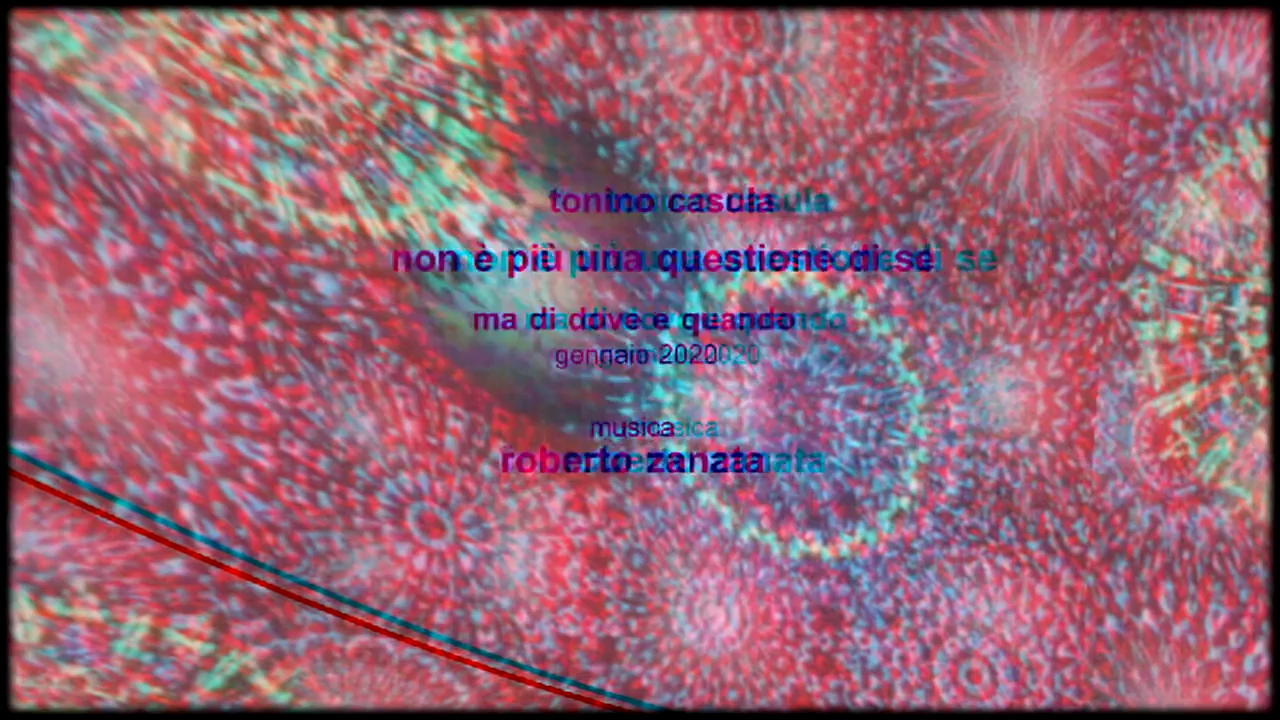 tonino casula
non è più una questione di se
ma di dove e quando
gennaio 2020
musica
roberto zanata